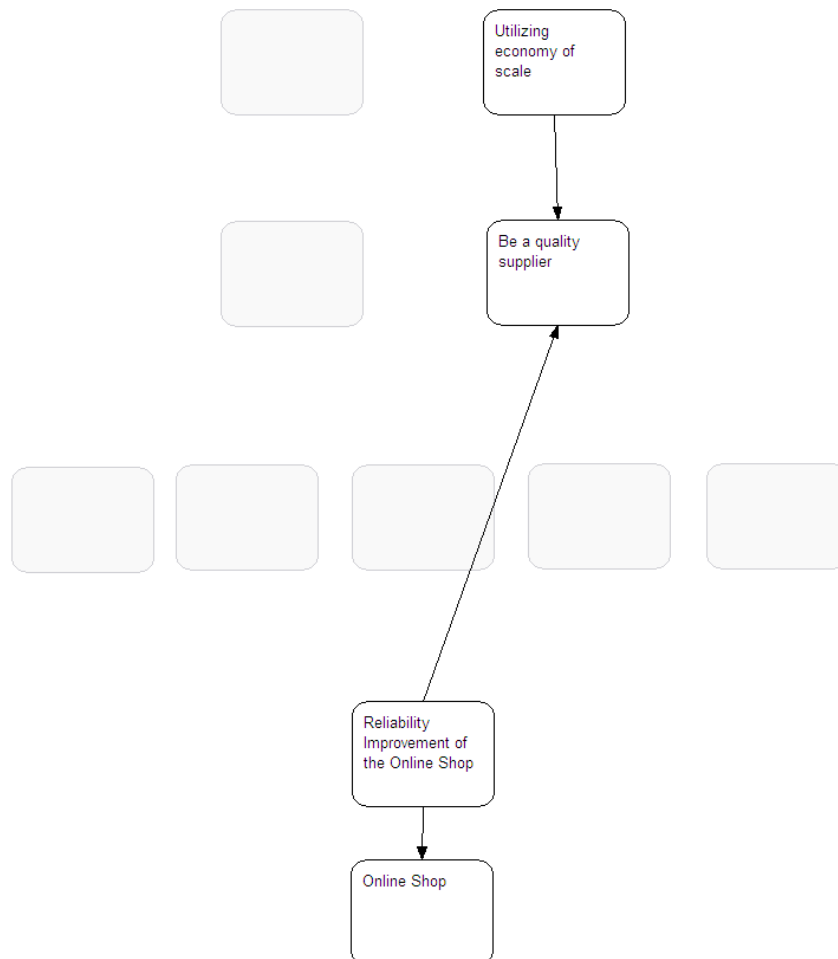 Utilizing
economy of
scale
Be a quality
supplier
Reliability
Improvement of
the Online Shop
Online Shop